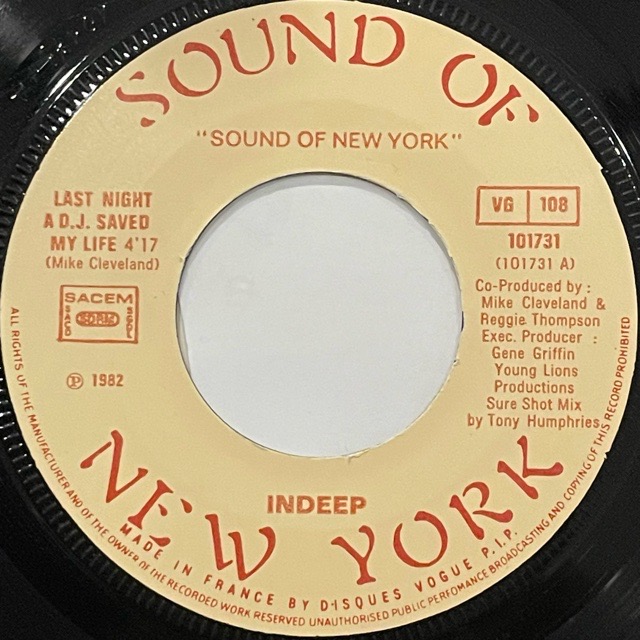 SOUND OF
"SOUND OF NEW YORK"
LAST NIGHT
A D.J. SAVED
MY LIFE 4'17
(Mike Cleveland)
SACEM
SACD
SDRM
SGDL
℗ 1982
VG 108
101731
(101731 A)
Co-Produced by :
Mike Cleveland &
Reggie Thompson
Exec. Producer :
Gene Griffin
Young Lions
Productions
Sure Shot Mix
by Tony Humphries
INDEEP
NEW YORK
MADE IN FRANCE BY DISQUES VOGUE P.I.P.
ALL RIGHTS OF THE MANUFACTURER AND OF THE OWNER OF THE RECORDED WORK RESERVED UNAUTHORISED PUBLIC PERFOMANCE BROADCASTING AND COPYING OF THIS RECORD PROHIBITED